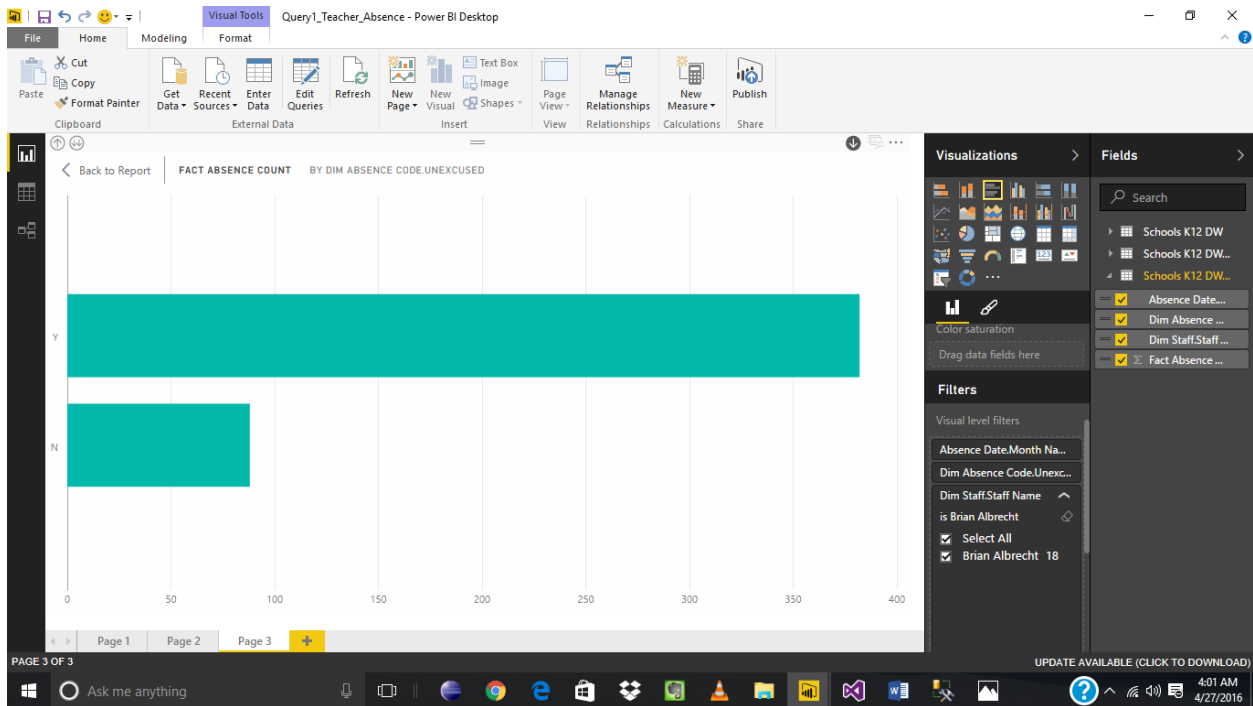 Visual Tools Query1_Teacher_Absence - Power BI Desktop
File Home Modeling Format
Paste
Cut
Copy
Format Painter
Get Data
Recent Sources
Enter Data
Edit Queries
Refresh
New Page
New Visual
Text Box
Image
Shapes
Page View
Manage Relationships
New Measure
Publish
Clipboard External Data Insert View Relationships Calculations Share
Back to Report FACT ABSENCE COUNT BY DIM ABSENCE CODE.UNEXCUSED
Y
N
0 50 100 150 200 250 300 350 400
Page 1 Page 2 Page 3 +
Visualizations
123
Color saturation
Drag data fields here
Filters
Visual level filters
Absence Date.Month Na...
Dim Absence Code.Unexc...
Dim Staff.Staff Name
is Brian Albrecht
Select All
Brian Albrecht 18
Fields
Search
Schools K12 DW
Schools K12 DW...
Schools K12 DW...
Absence Date....
Dim Absence ...
Dim Staff.Staff ...
Σ Fact Absence ...
PAGE 3 OF 3 UPDATE AVAILABLE (CLICK TO DOWNLOAD)
Ask me anything
4:01 AM
4/27/2016